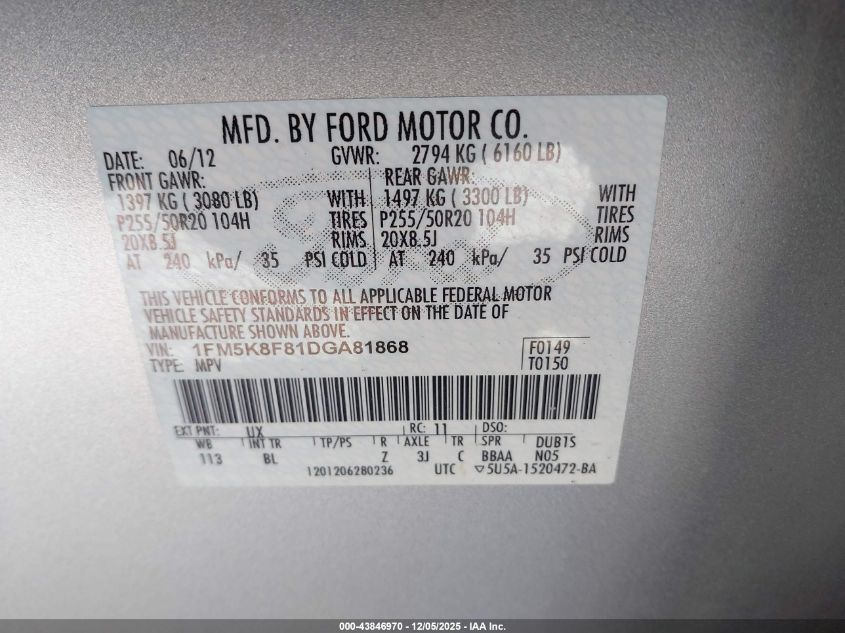 MFD. BY FORD MOTOR CO.
DATE: 06/12 GVWR: 2794 KG ( 6160 LB)
FRONT GAWR: REAR GAWR:
1397 KG ( 3080 LB) WITH 1497 KG ( 3300 LB) WITH
P255/50R20 104H TIRES P255/50R20 104H TIRES
20X8.5J RIMS 20X8.5J RIMS
AT 240 kPa/ 35 PSI COLD AT 240 kPa/ 35 PSI COLD
THIS VEHICLE CONFORMS TO ALL APPLICABLE FEDERAL MOTOR
VEHICLE SAFETY STANDARDS IN EFFECT ON THE DATE OF
MANUFACTURE SHOWN ABOVE.
VIN: 1FM5K8F81DGA81868 F0149
TYPE: MPV T0150
EXT PNT: UX RC: 11 DSO:
WB INT TR TP/PS R AXLE TR SPR DUB1S
113 BL Z 3J C BBAA N05
1201206280236 UTC ▽5U5A-1520472-BA
000-43846970 - 12/05/2025 - IAA Inc.